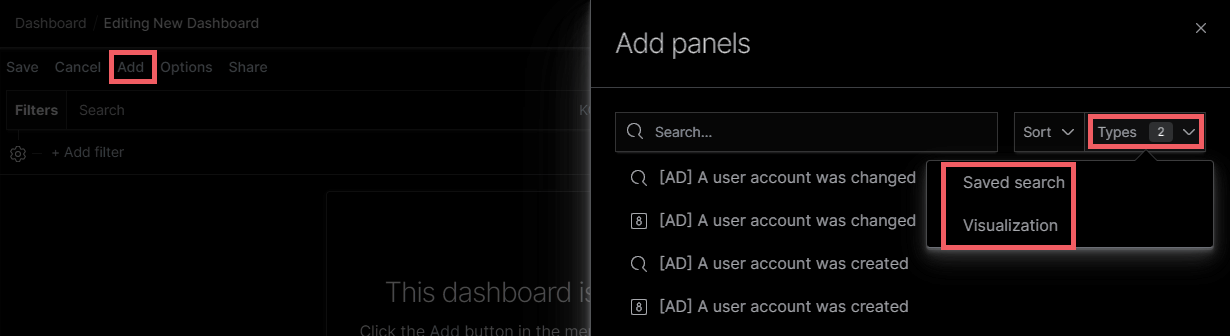 Dashboard / Editing New Dashboard
Save Cancel Add Options Share
Filters Search
+ Add filter
This dashboard is
Click the Add button in the me
Add panels
Search...
Sort
Types 2
Saved search
Visualization
[AD] A user account was changed
8 [AD] A user account was changed
[AD] A user account was created
8 [AD] A user account was created